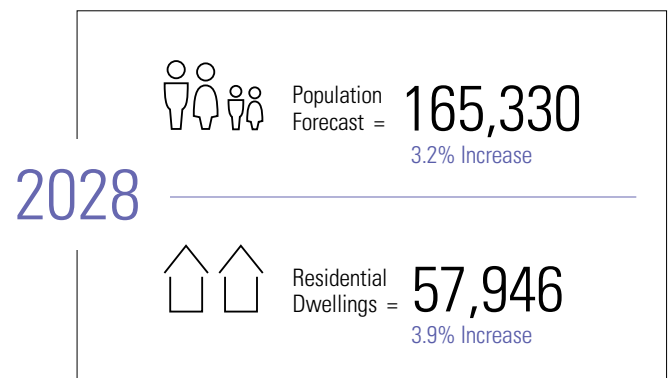 2028
Population
Forecast =
165,330
3.2% Increase
Residential
Dwellings =
57,946
3.9% Increase